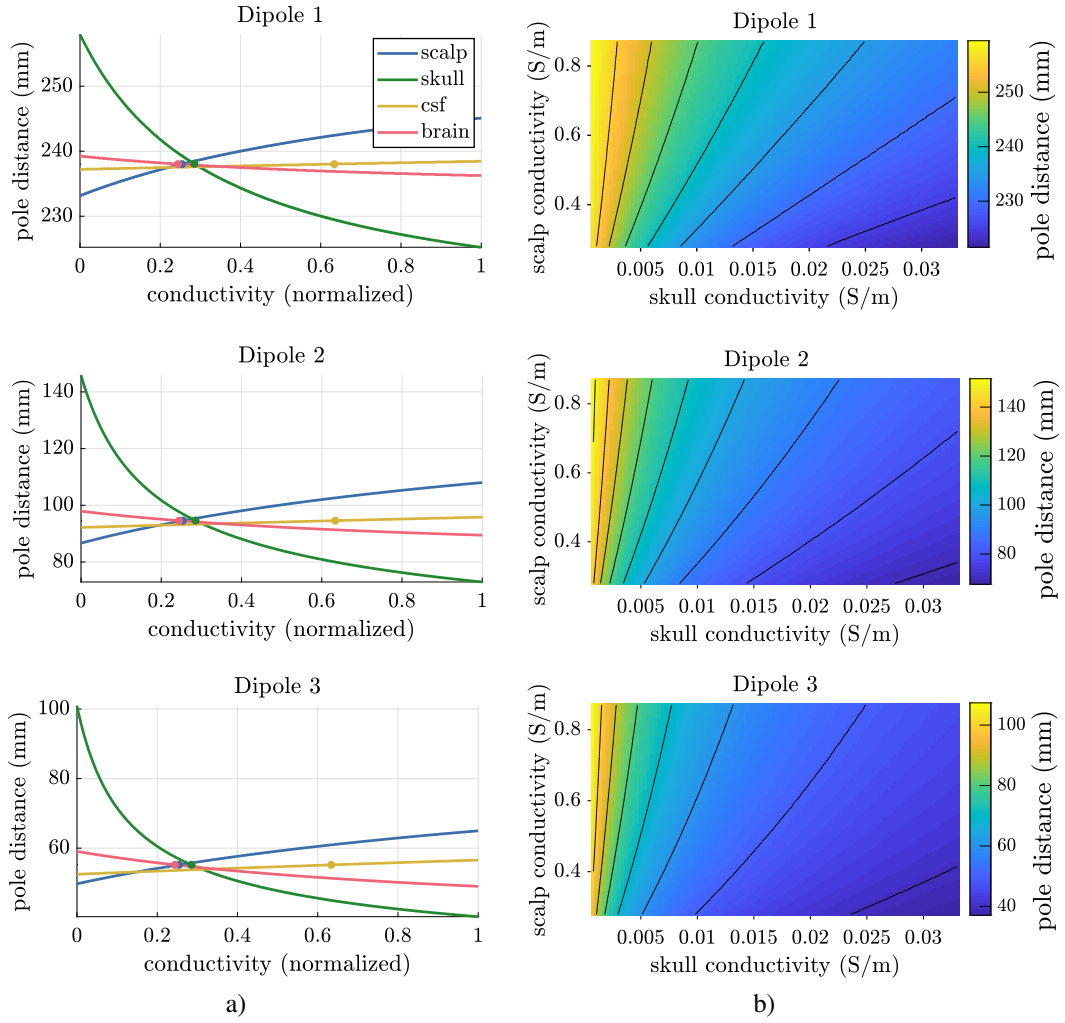 Dipole 1
pole distance (mm)
250
240
230
scalp
skull
csf
brain
0 0.2 0.4 0.6 0.8 1
conductivity (normalized)
Dipole 1
scalp conductivity (S/m)
0.8
0.6
0.4
0.005 0.01 0.015 0.02 0.025 0.03
skull conductivity (S/m)
250
230
pole distance (mm)
Dipole 2
pole distance (mm)
140
120
100
80
0 0.2 0.4 0.6 0.8 1
conductivity (normalized)
Dipole 2
scalp conductivity (S/m)
0.8
0.6
0.4
0.005 0.01 0.015 0.02 0.025 0.03
skull conductivity (S/m)
140
120
100
80
pole distance (mm)
Dipole 3
pole distance (mm)
100
80
60
0 0.2 0.4 0.6 0.8 1
conductivity (normalized)
Dipole 3
scalp conductivity (S/m)
0.8
0.6
0.4
0.005 0.01 0.015 0.02 0.025 0.03
skull conductivity (S/m)
100
80
60
40
pole distance (mm)
a)
b)